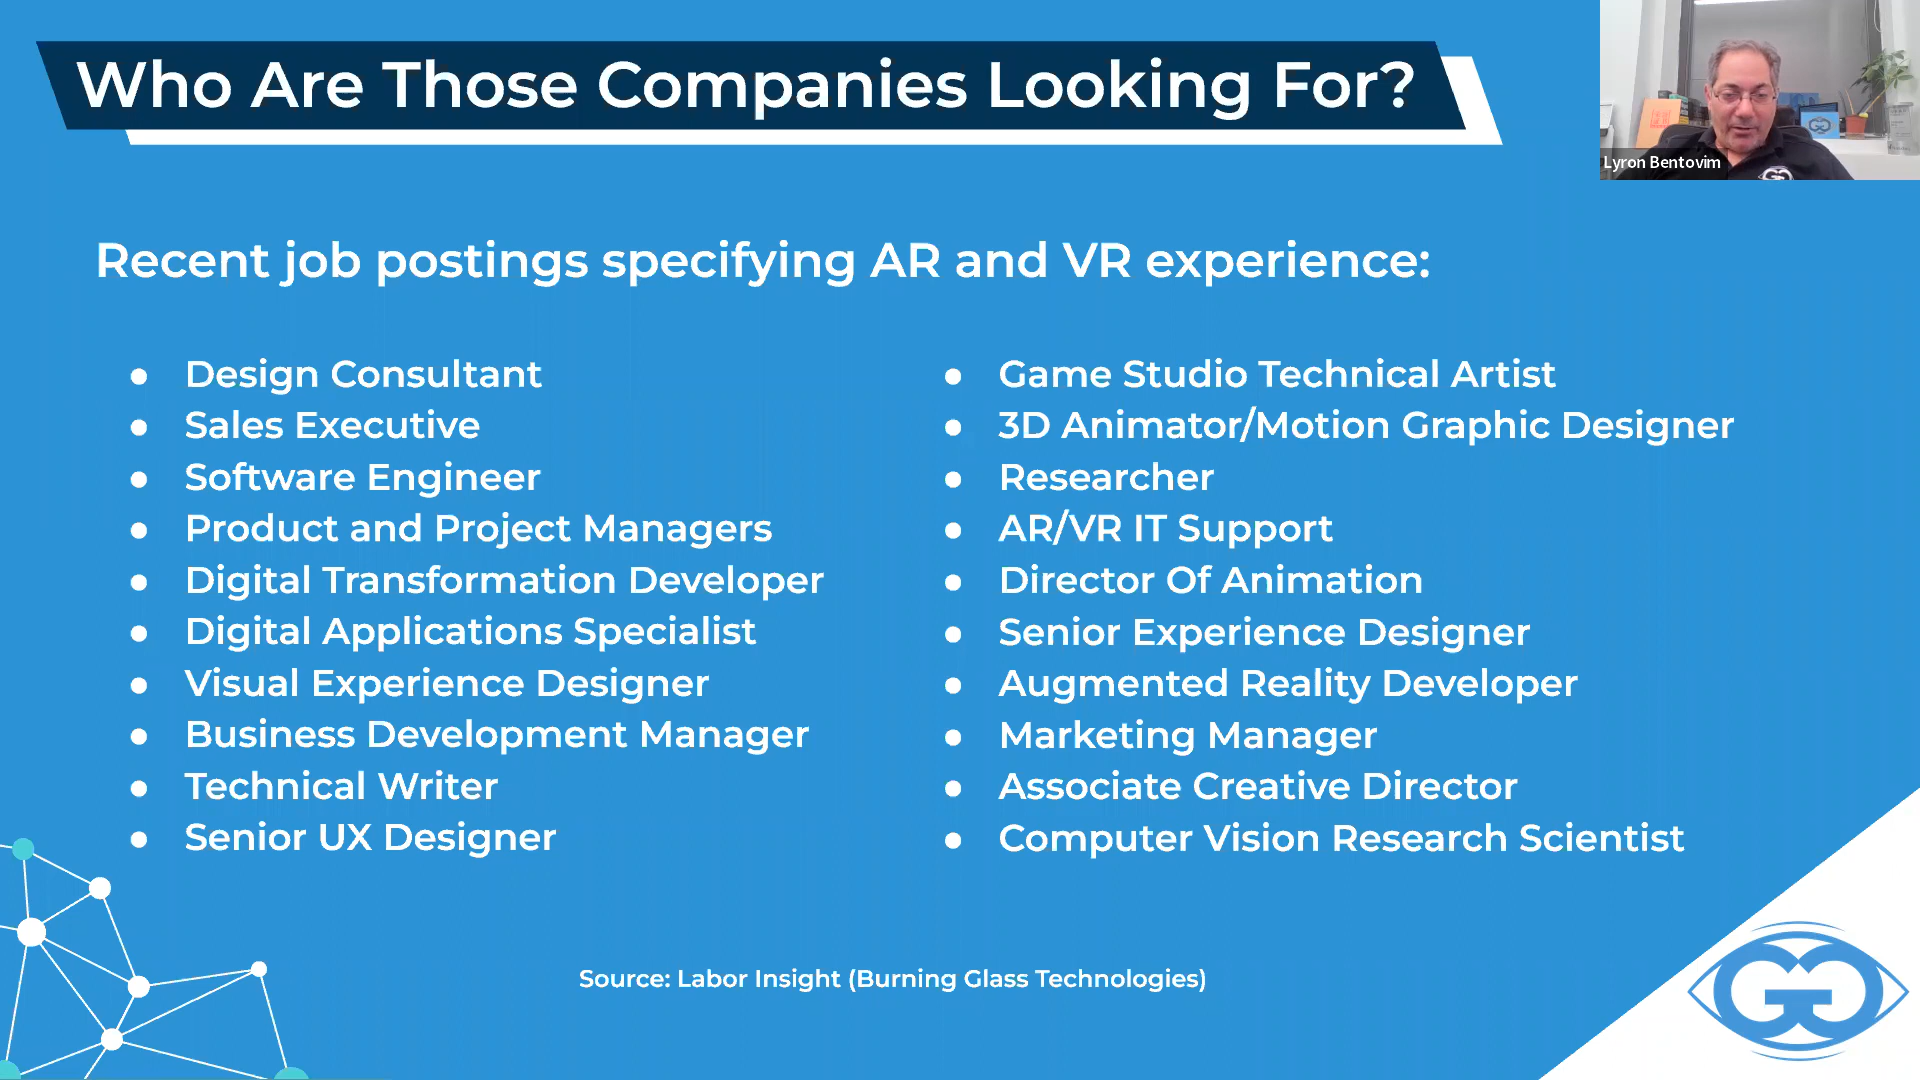 Who Are Those Companies Looking For?
Lyron Bentovim
Recent job postings specifying AR and VR experience:
● Design Consultant
● Sales Executive
● Software Engineer
● Product and Project Managers
● Digital Transformation Developer
● Digital Applications Specialist
● Visual Experience Designer
● Business Development Manager
● Technical Writer
● Senior UX Designer
● Game Studio Technical Artist
● 3D Animator/Motion Graphic Designer
● Researcher
● AR/VR IT Support
● Director Of Animation
● Senior Experience Designer
● Augmented Reality Developer
● Marketing Manager
● Associate Creative Director
● Computer Vision Research Scientist
Source: Labor Insight (Burning Glass Technologies)